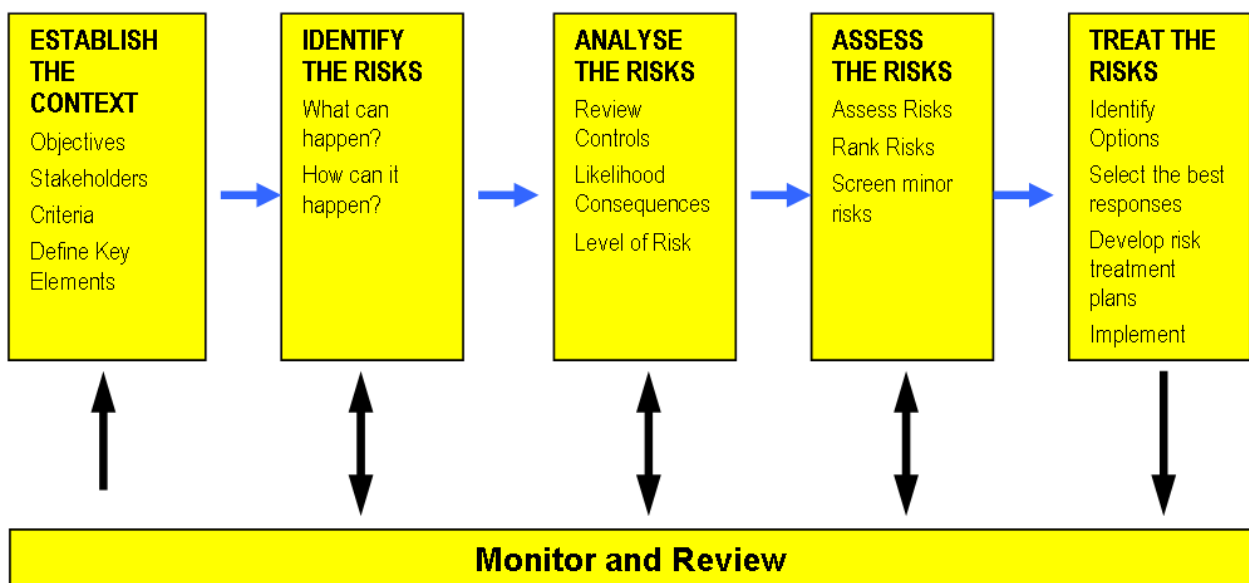 ESTABLISH
THE
CONTEXT
Objectives
Stakeholders
Criteria
Define Key
Elements
IDENTIFY
THE RISKS
What can
happen?
How can it
happen?
ANALYSE
THE RISKS
Review
Controls
Likelihood
Consequences
Level of Risk
ASSESS
THE RISKS
Assess Risks
Rank Risks
Screen minor
risks
TREAT THE
RISKS
Identify
Options
Select the best
responses
Develop risk
treatment
plans
Implement
Monitor and Review